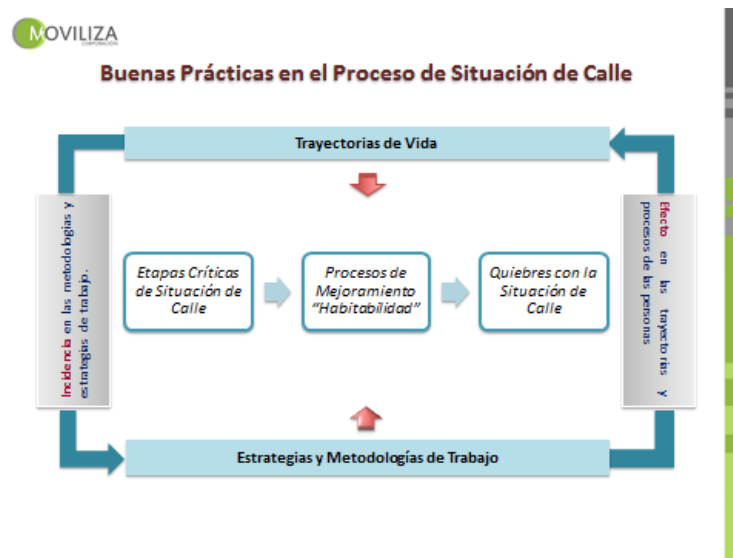 MOVILIZA
CORPORACIÓN
Buenas Prácticas en el Proceso de Situación de Calle
Trayectorias de Vida
Incidencia en las metodologías y
estrategias de trabajo.
Etapas Críticas
de Situación de
Calle
Procesos de
Mejoramiento
“Habitabilidad”
Quiebres con la
Situación de
Calle
Efecto en las trayectorias y
procesos de las personas
Estrategias y Metodologías de Trabajo